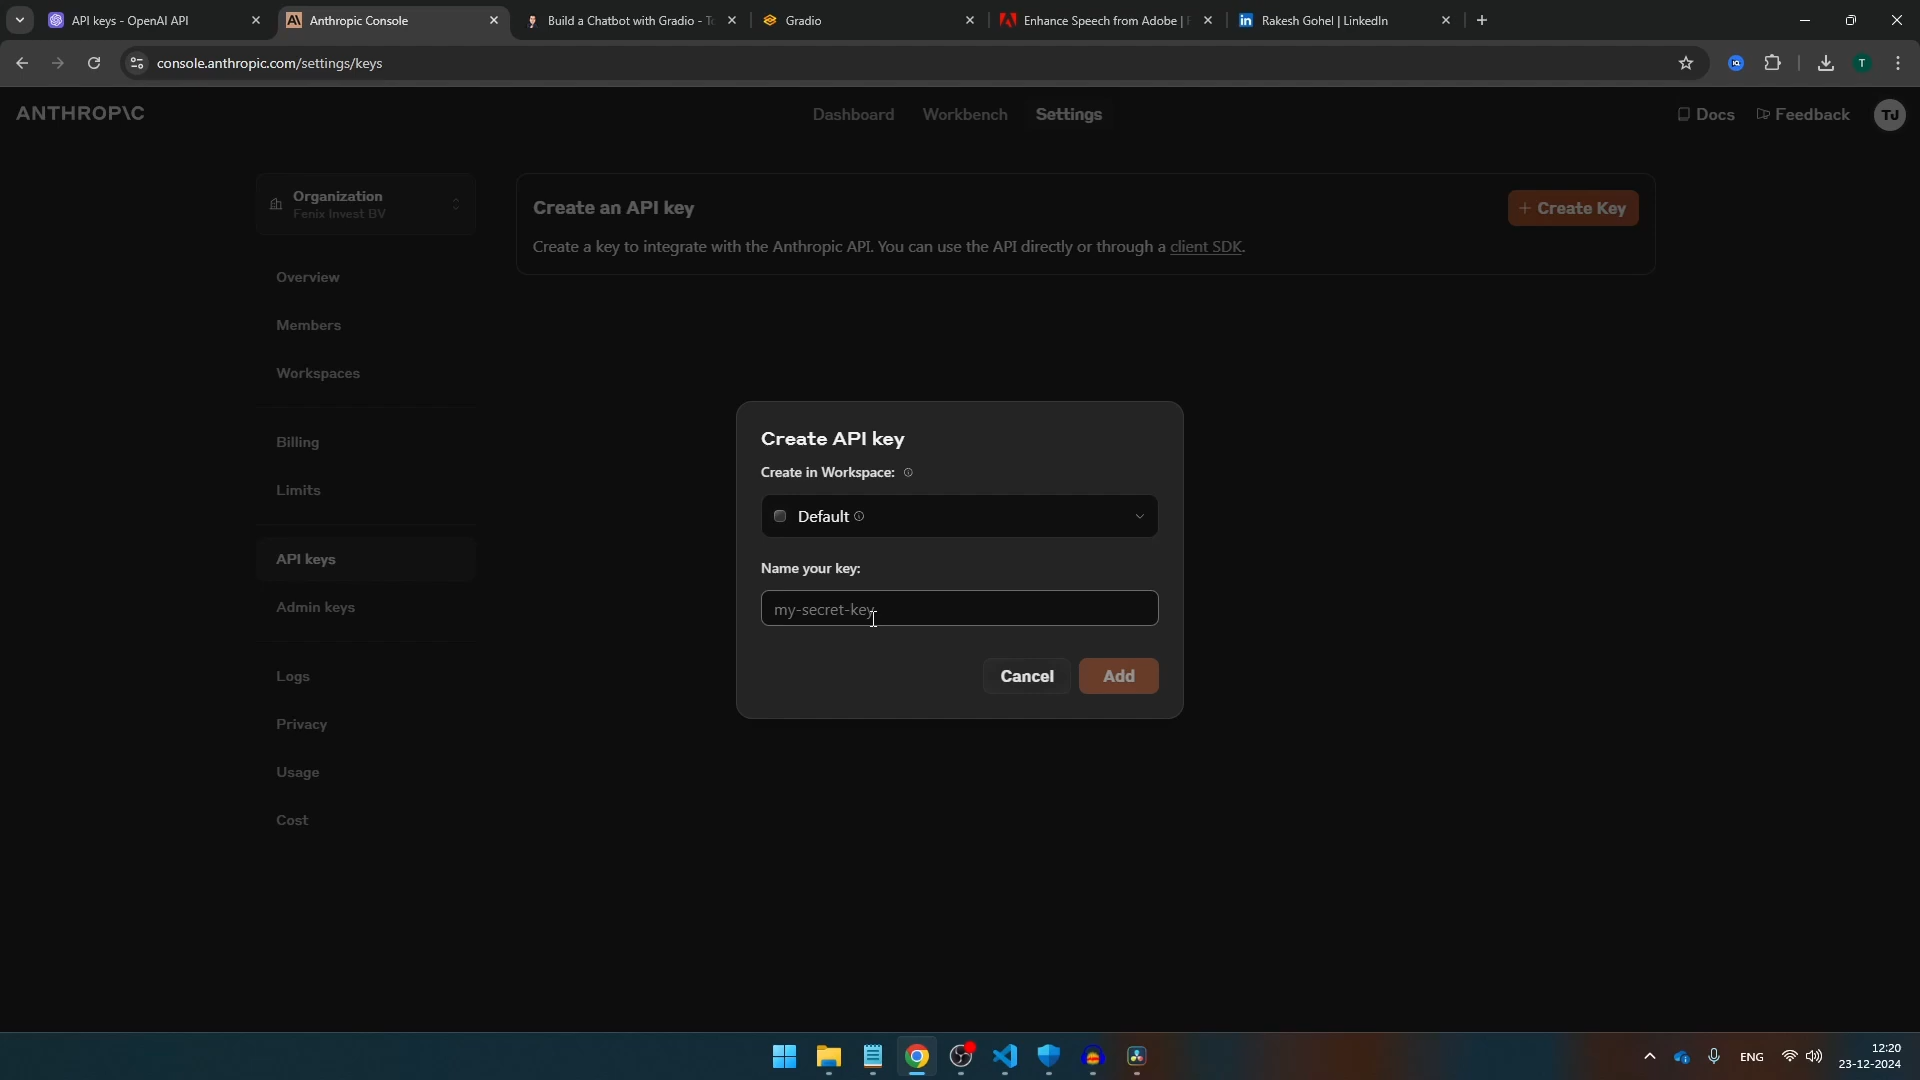 API keys - OpenAI API
Anthropic Console
Build a Chatbot with Gradio - T
Gradio
Enhance Speech from Adobe |
Rakesh Gohel | LinkedIn
console.anthropic.com/settings/keys
T
ANTHROP\C
Dashboard
Workbench
Settings
Docs
Feedback
TJ
Organization
Fenix Invest BV
Create an API key
+ Create Key
Create a key to integrate with the Anthropic API. You can use the API directly or through a client SDK.
Overview
Members
Workspaces
Billing
Limits
API keys
Admin keys
Logs
Privacy
Usage
Cost
Create API key
Create in Workspace:
Default
Name your key:
my-secret-key
Cancel
Add
ENG
12:20
23-12-2024